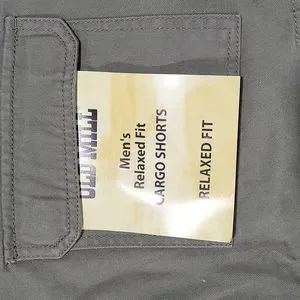 OLD MILL
Men's
Relaxed Fit
CARGO SHORTS
RELAXED FIT